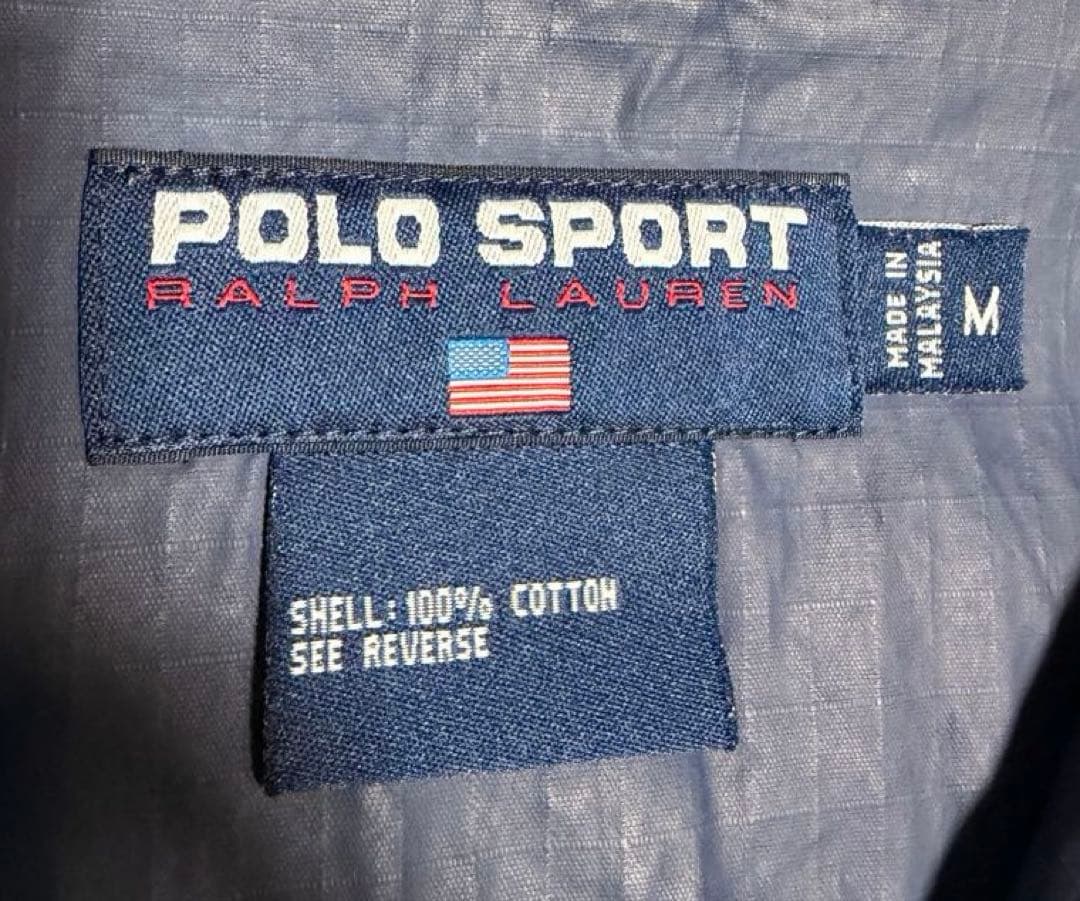 POLO SPORT
RALPH LAUREN
MADE IN
MALAYSIA
M
SHELL: 100% COTTON
SEE REVERSE